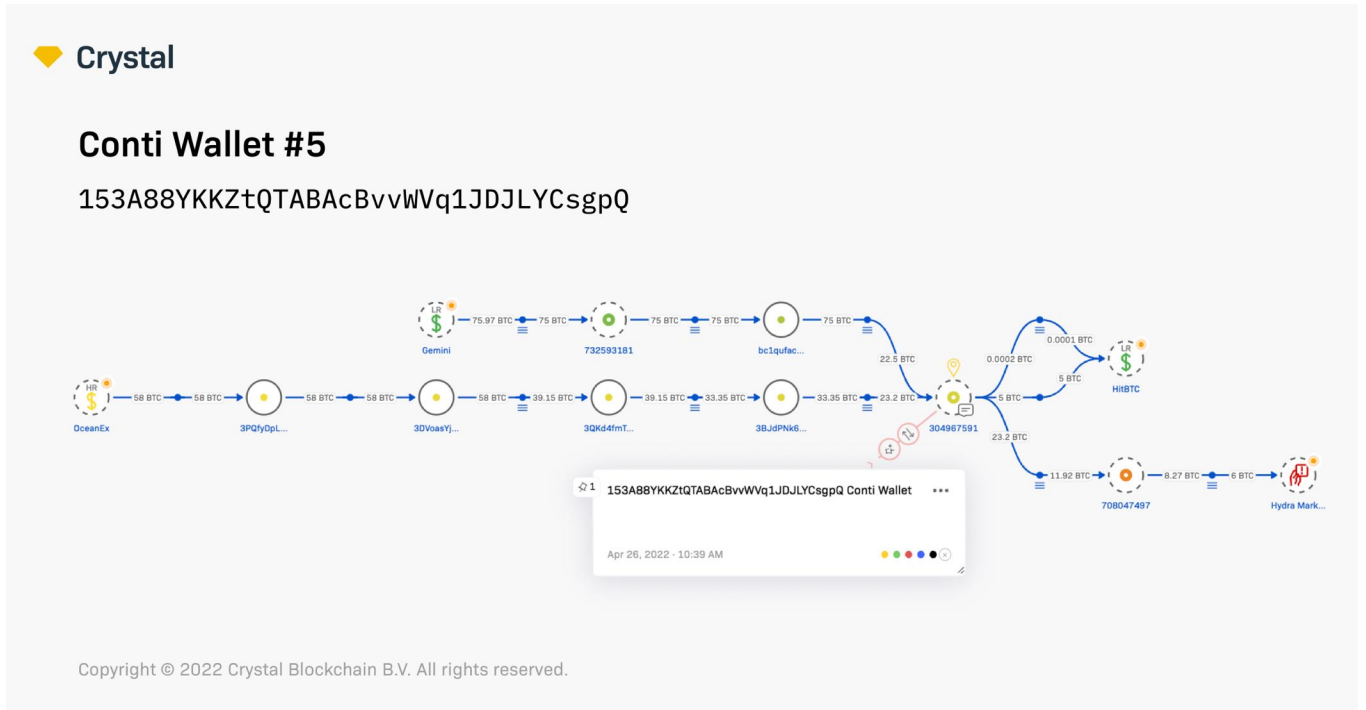 Crystal
Conti Wallet #5
153A88YKKZtQTABAcBvvWVq1JDJLYCsgpQ
LR
$
Gemini
75.97 BTC
75 BTC
732593181
75 BTC
75 BTC
bc1qufac...
75 BTC
22.5 BTC
HR
$
OceanEx
58 BTC
58 BTC
3PQfyDpL...
58 BTC
58 BTC
3DVoasYj...
58 BTC
39.15 BTC
3QKd4fmT...
39.15 BTC
33.35 BTC
3BJdPNk6...
33.35 BTC
23.2 BTC
304967591
0.0002 BTC
0.0001 BTC
5 BTC
5 BTC
LR
$
HitBTC
23.2 BTC
11.92 BTC
708047497
8.27 BTC
6 BTC
Hydra Mark...
1
153A88YKKZtQTABAcBvvWVq1JDJLYCsgpQ Conti Wallet
Apr 26, 2022 - 10:39 AM
Copyright © 2022 Crystal Blockchain B.V. All rights reserved.